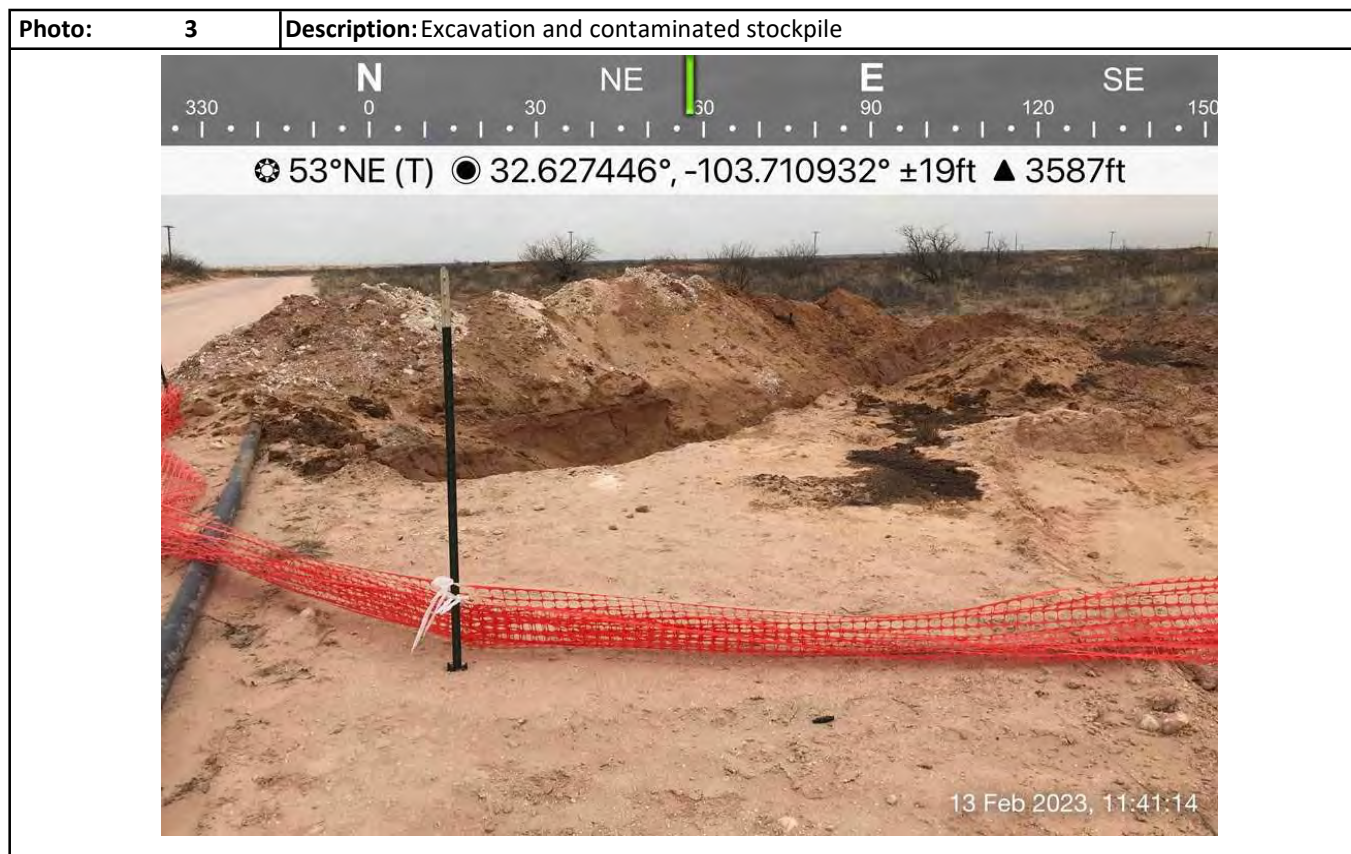 Photo: 3 Description: Excavation and contaminated stockpile
N NE E SE
330 0 30 60 90 120 150
53°NE (T) 32.627446°, -103.710932° ±19ft ▲ 3587ft
13 Feb 2023, 11:41:14